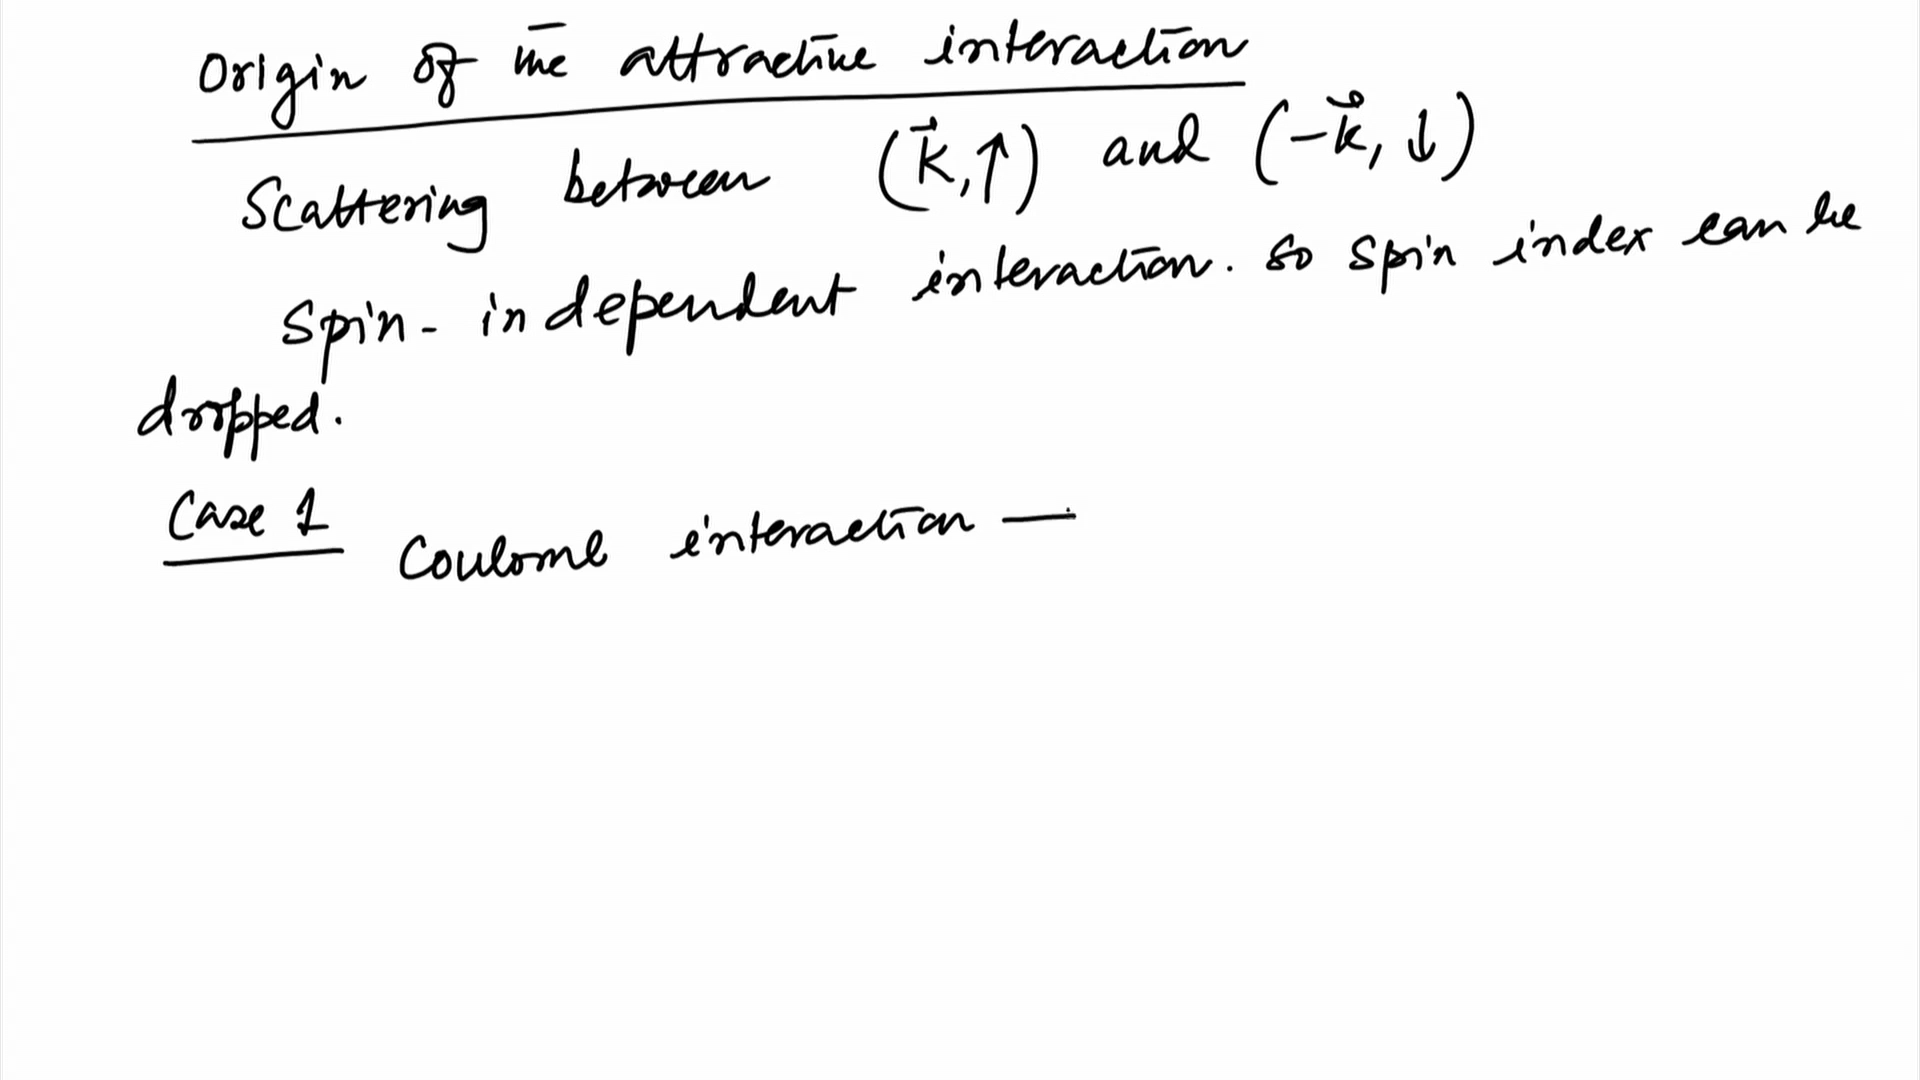 Origin of the attractive interaction
Scattering between (k⃗,↑) and (-k⃗, ↓)
Spin-independent interaction. So spin index can be
dropped.
Case 1 Coulomb interaction —